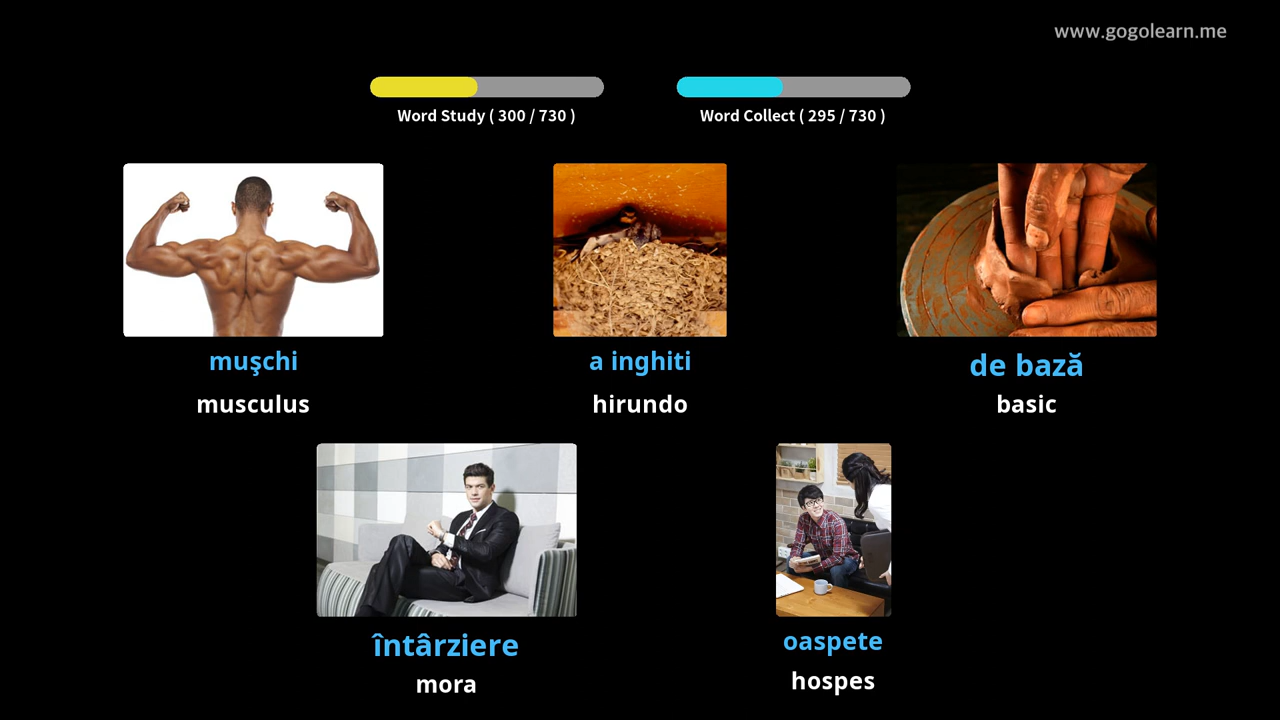 www.gogolearn.me
Word Study ( 300 / 730 )
Word Collect ( 295 / 730 )
muşchi
musculus
a inghiti
hirundo
de bază
basic
întârziere
mora
oaspete
hospes